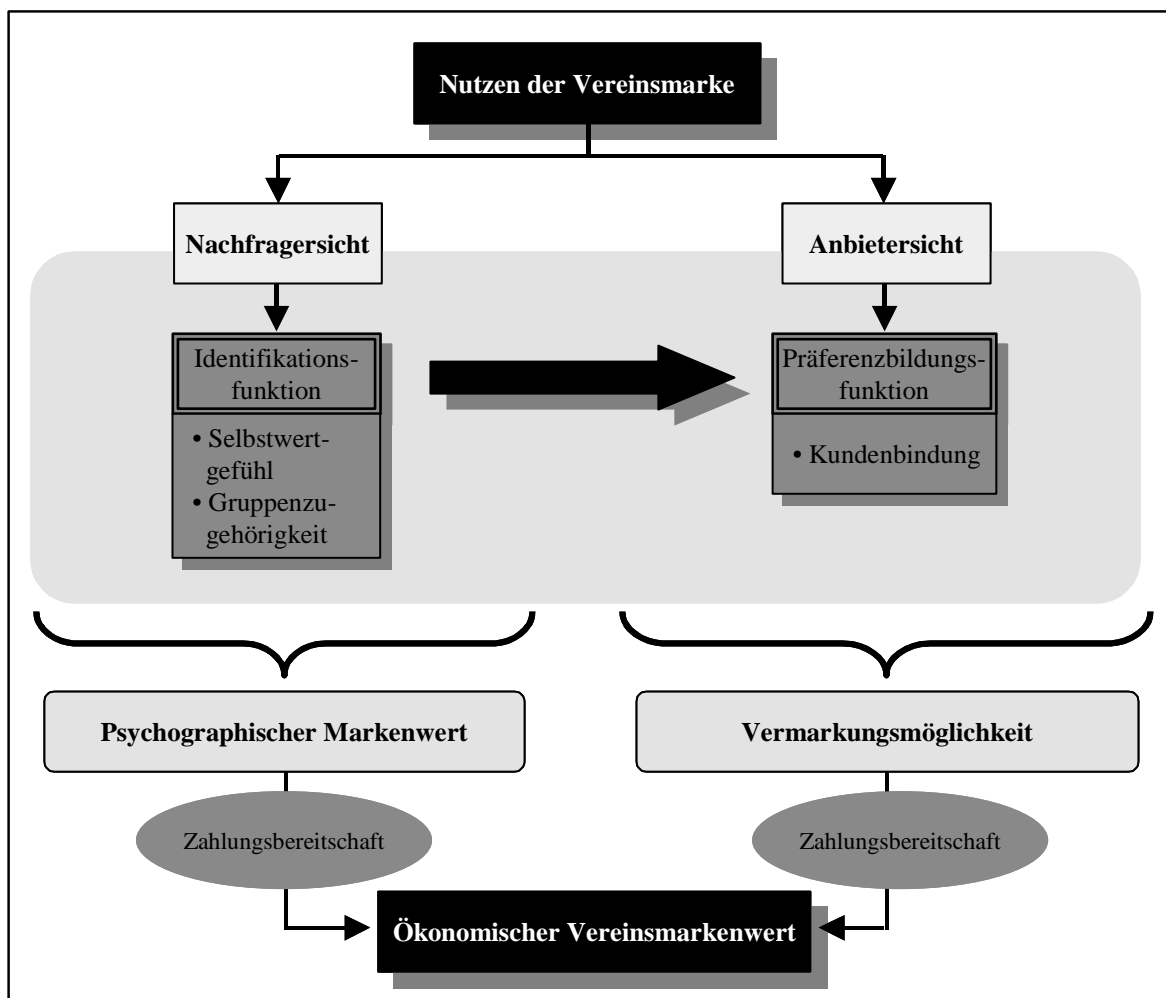 Nutzen der Vereinsmarke
Nachfragersicht
Anbietersicht
Identifikations-
funktion
• Selbstwert-
gefühl
• Gruppenzu-
gehörigkeit
Präferenzbildungs-
funktion
• Kundenbindung
Psychographischer Markenwert
Vermarkungsmöglichkeit
Zahlungsbereitschaft
Zahlungsbereitschaft
Ökonomischer Vereinsmarkenwert